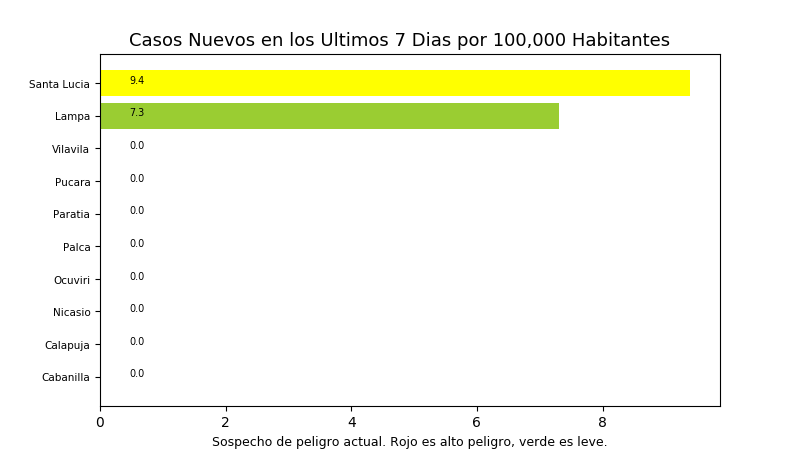 Casos Nuevos en los Ultimos 7 Dias por 100,000 Habitantes
Santa Lucia 9.4
Lampa 7.3
Vilavila 0.0
Pucara 0.0
Paratia 0.0
Palca 0.0
Ocuviri 0.0
Nicasio 0.0
Calapuja 0.0
Cabanilla 0.0
0 2 4 6 8
Sospecho de peligro actual. Rojo es alto peligro, verde es leve.